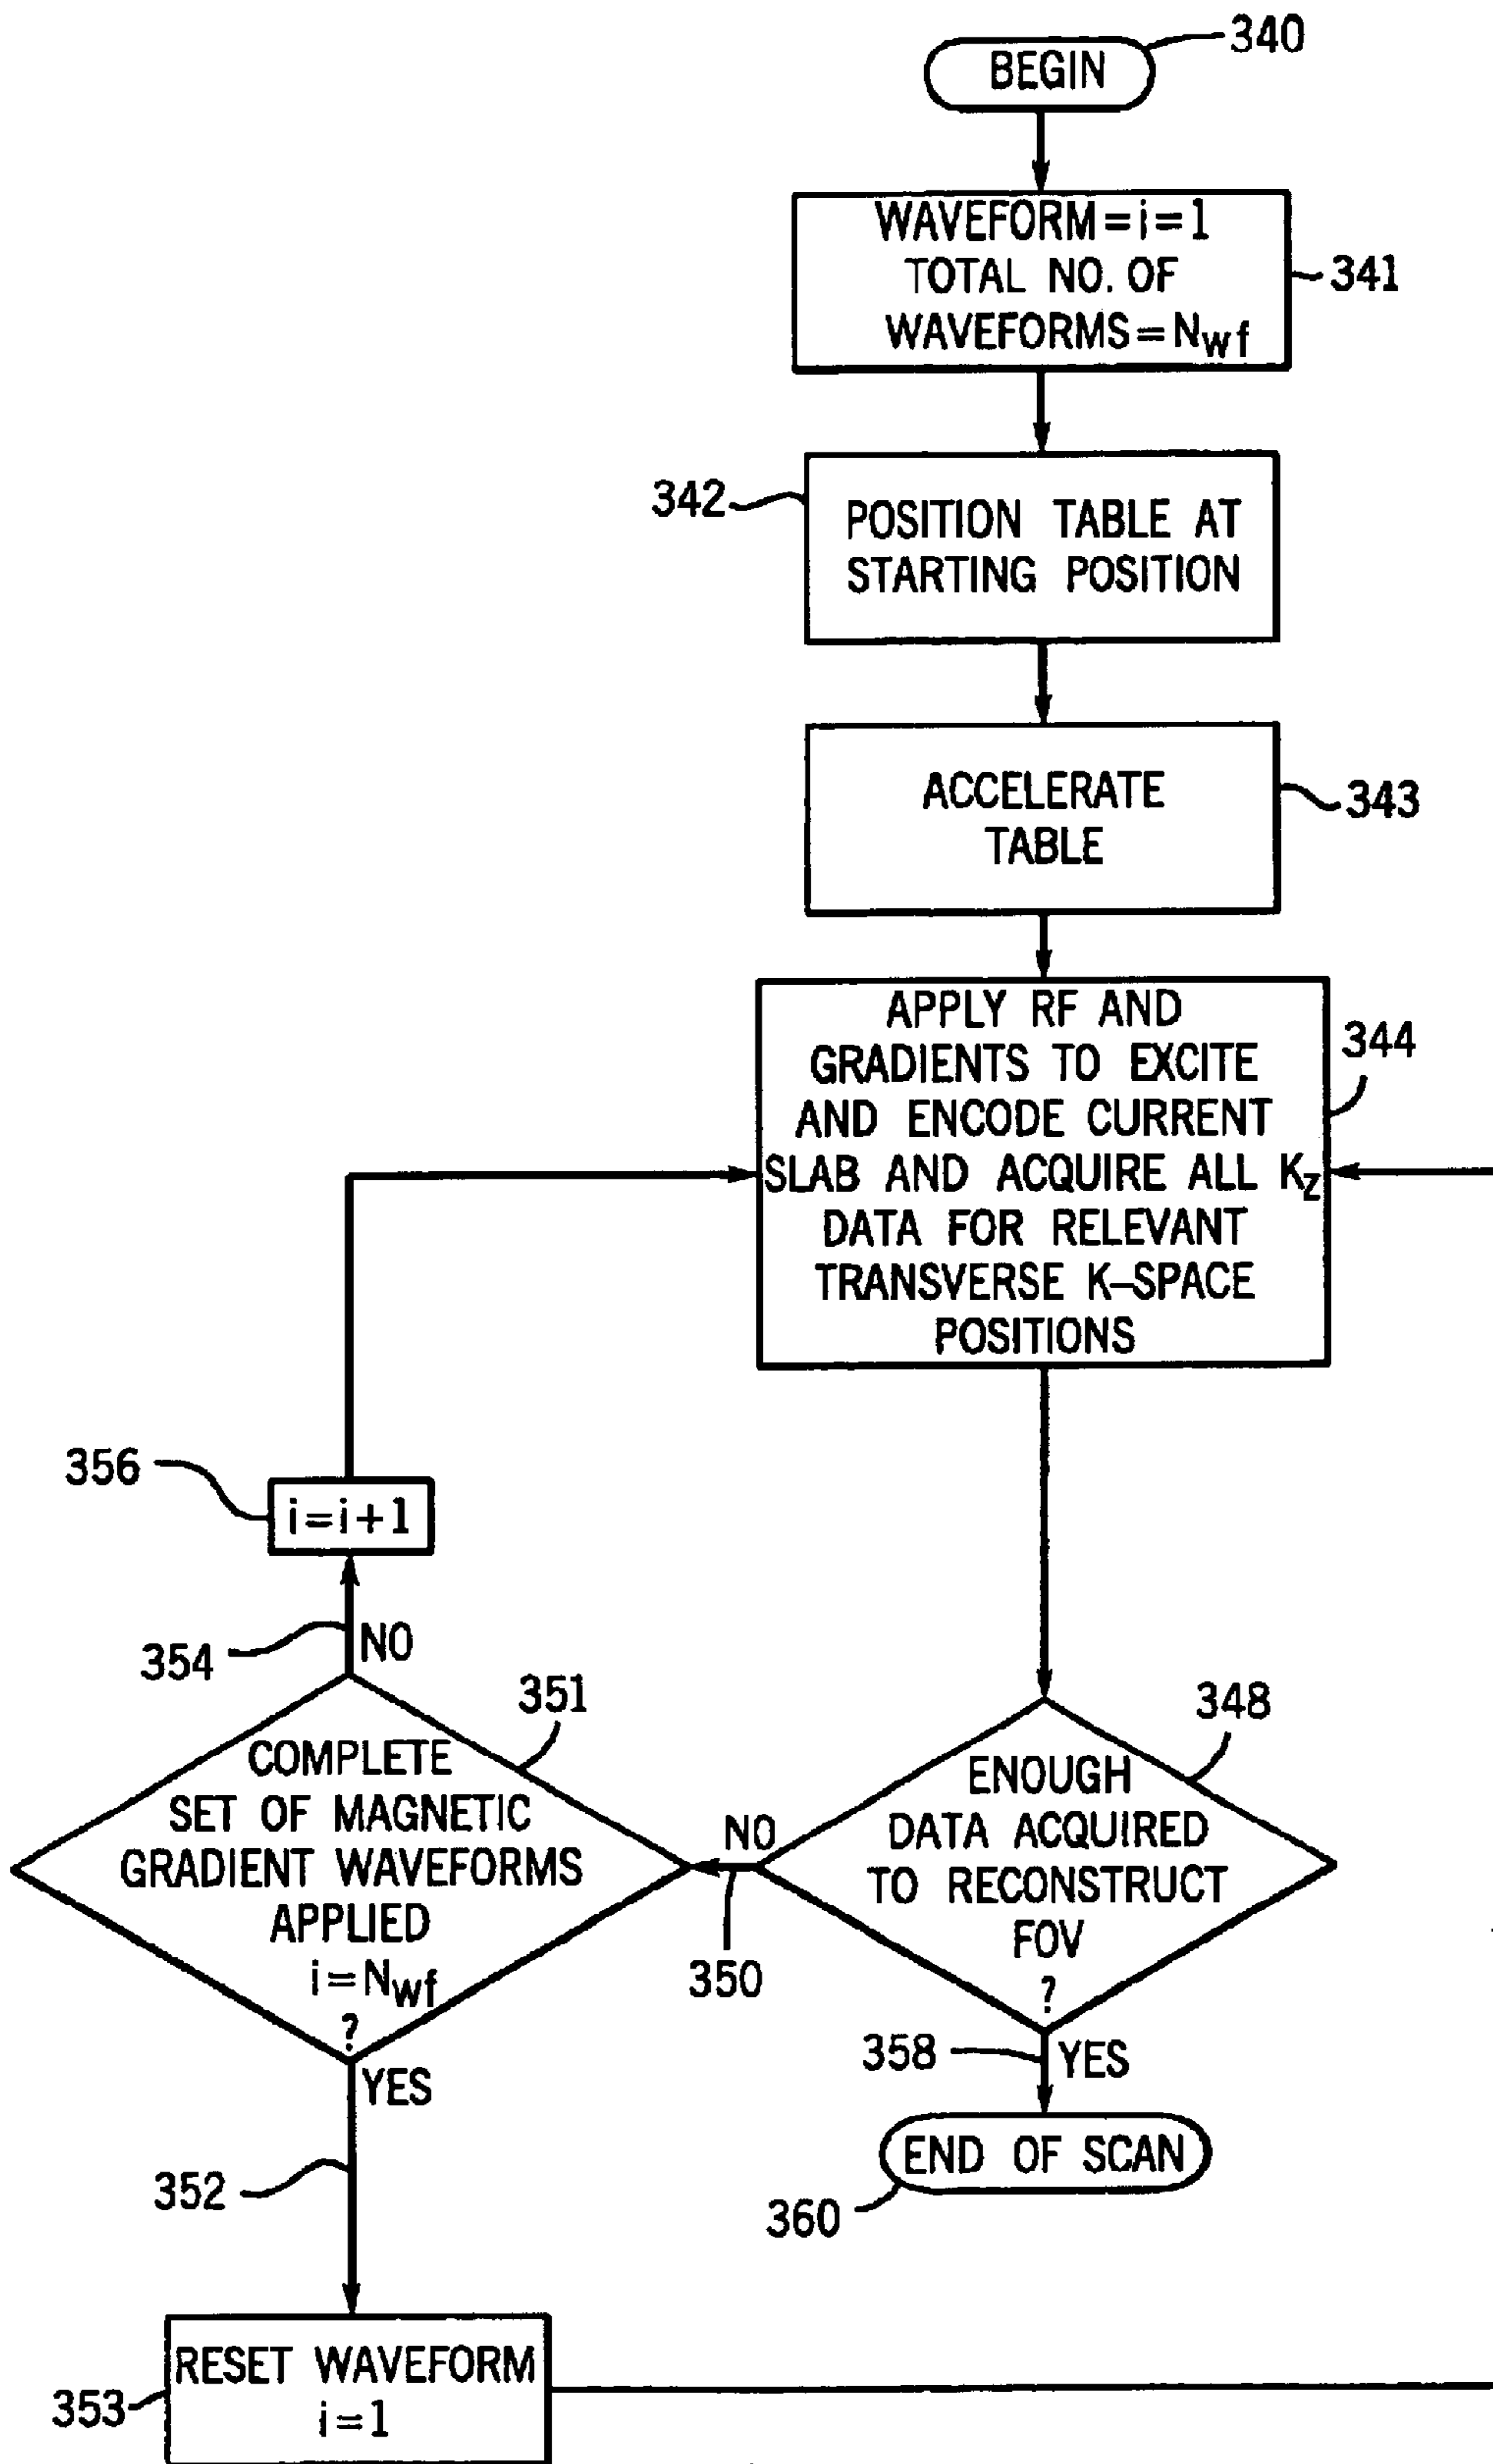 340
BEGIN
WAVEFORM=i=1
TOTAL NO. OF
WAVEFORMS=Nwf
341
342
POSITION TABLE AT
STARTING POSITION
ACCELERATE
TABLE
343
APPLY RF AND
GRADIENTS TO EXCITE
AND ENCODE CURRENT
SLAB AND ACQUIRE ALL Kz
DATA FOR RELEVANT
TRANSVERSE K–SPACE
POSITIONS
344
356
i=i+1
354
NO
351
COMPLETE
SET OF MAGNETIC
GRADIENT WAVEFORMS
APPLIED
i=Nwf
?
NO
350
348
ENOUGH
DATA ACQUIRED
TO RECONSTRUCT
FOV
?
358
YES
END OF SCAN
360
YES
352
RESET WAVEFORM
i=1
353